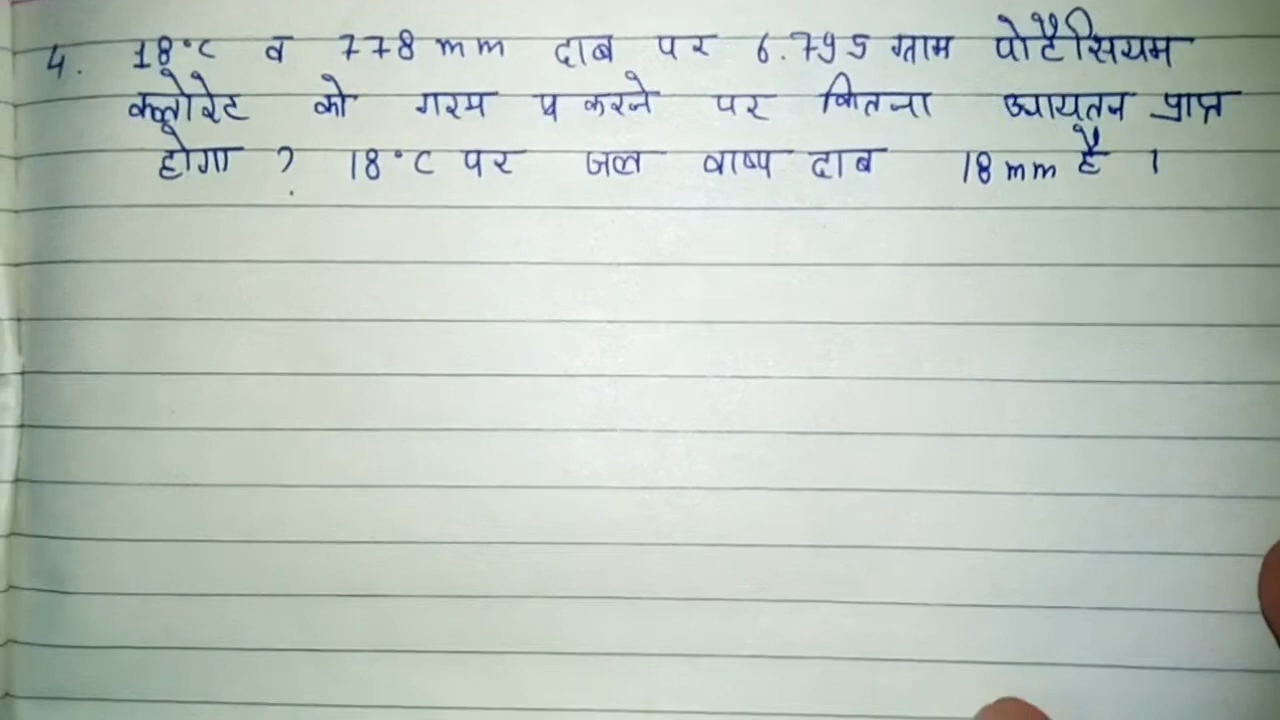 4. 18°C व 778 mm दाब पर 6.795 ग्राम पोटैसियम
क्लोरेट को गरम करने पर कितना आयतन प्राप्त
होगा ? 18°C पर जल वाष्प दाब 18 mm है ।